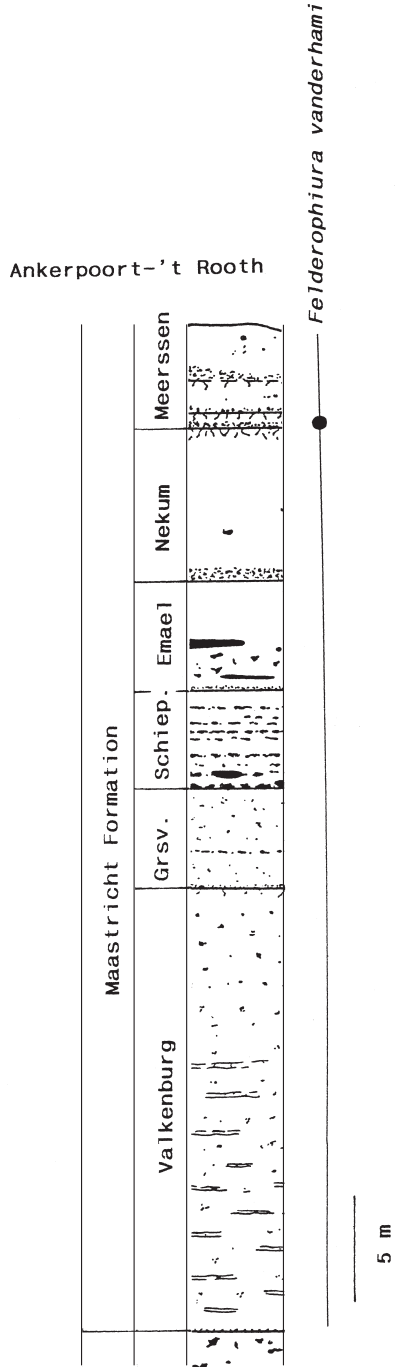 Felderophiura vanderhami
Ankerpoort-'t Rooth
Maastricht Formation
Meerssen
Nekum
Emael
Schiep.
Grsv.
Valkenburg
5 m